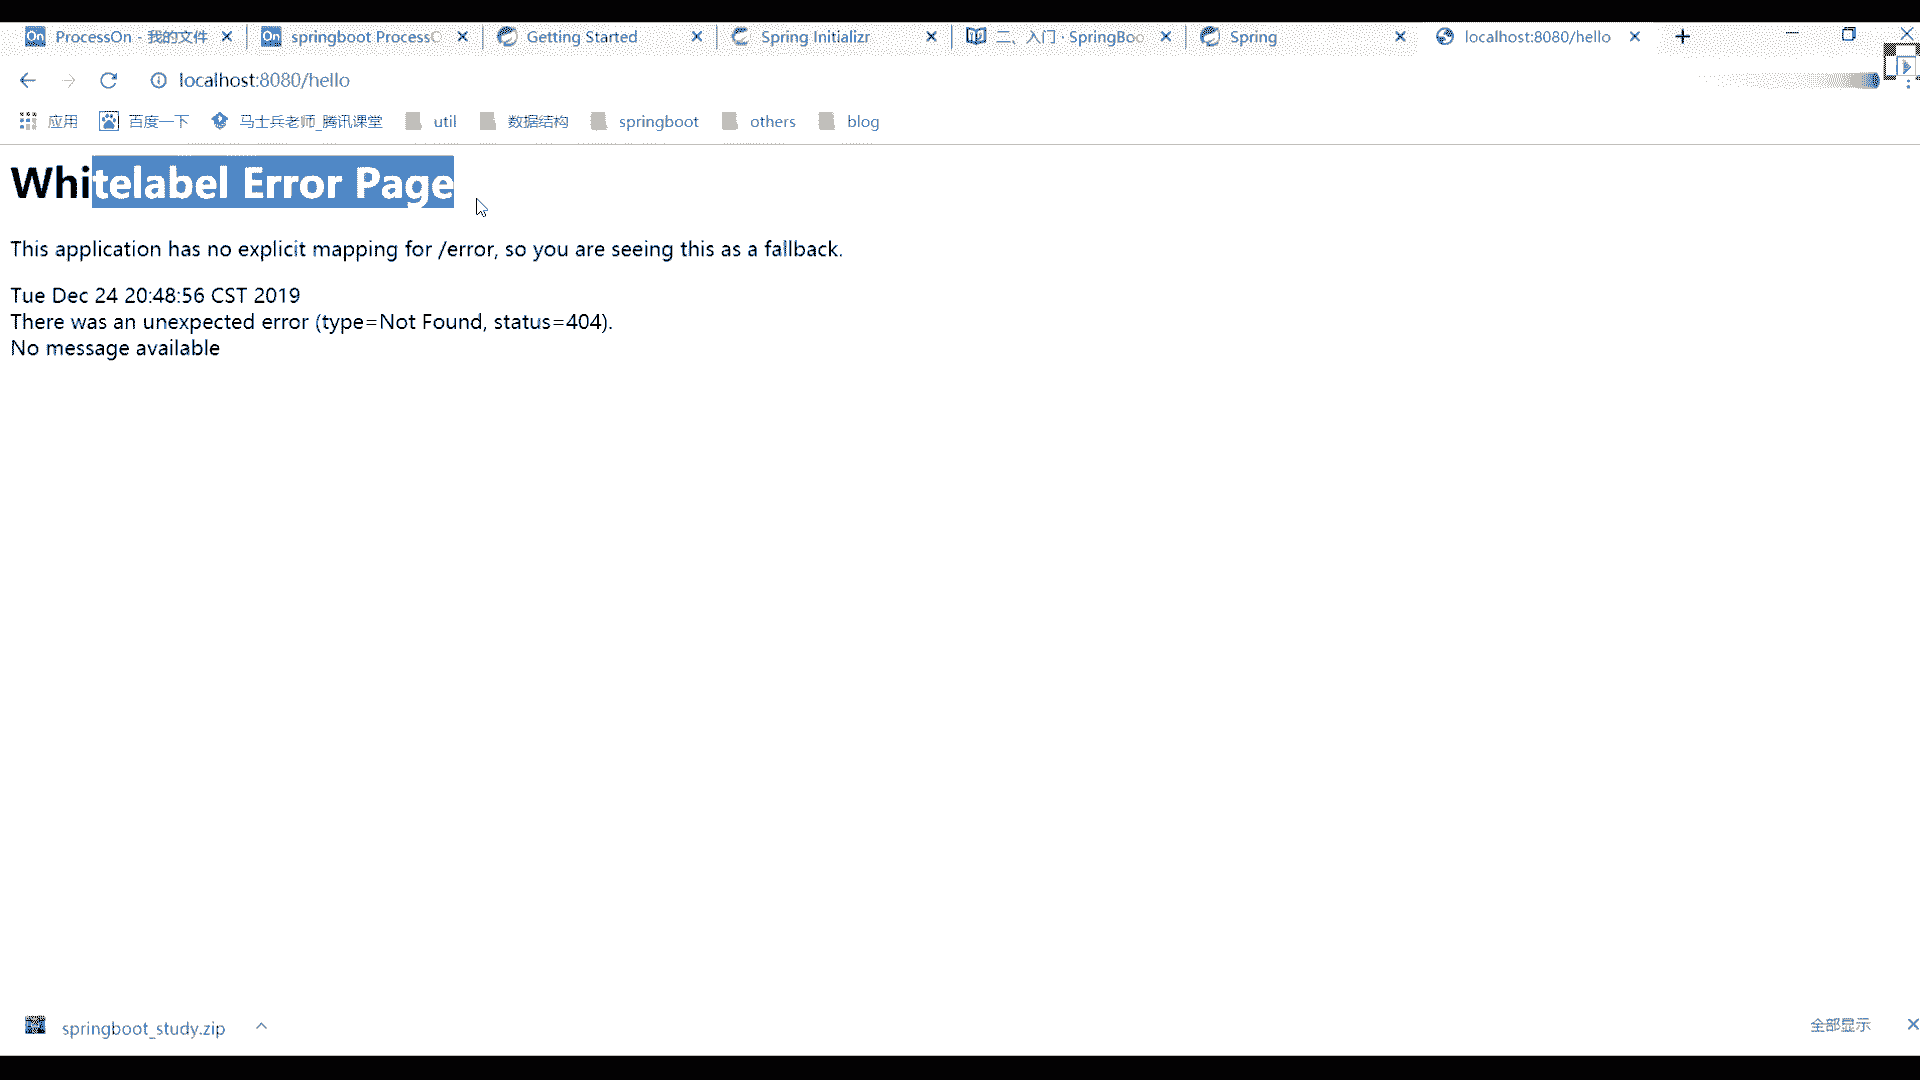 ProcessOn - 我的文件
springboot ProcessO
Getting Started
Spring Initializr
二、入门 · SpringBoo
Spring
localhost:8080/hello
localhost:8080/hello
应用
百度一下
马士兵老师_腾讯课堂
util
数据结构
springboot
others
blog
Whitelabel Error Page
This application has no explicit mapping for /error, so you are seeing this as a fallback.
Tue Dec 24 20:48:56 CST 2019
There was an unexpected error (type=Not Found, status=404).
No message available
springboot_study.zip
全部显示